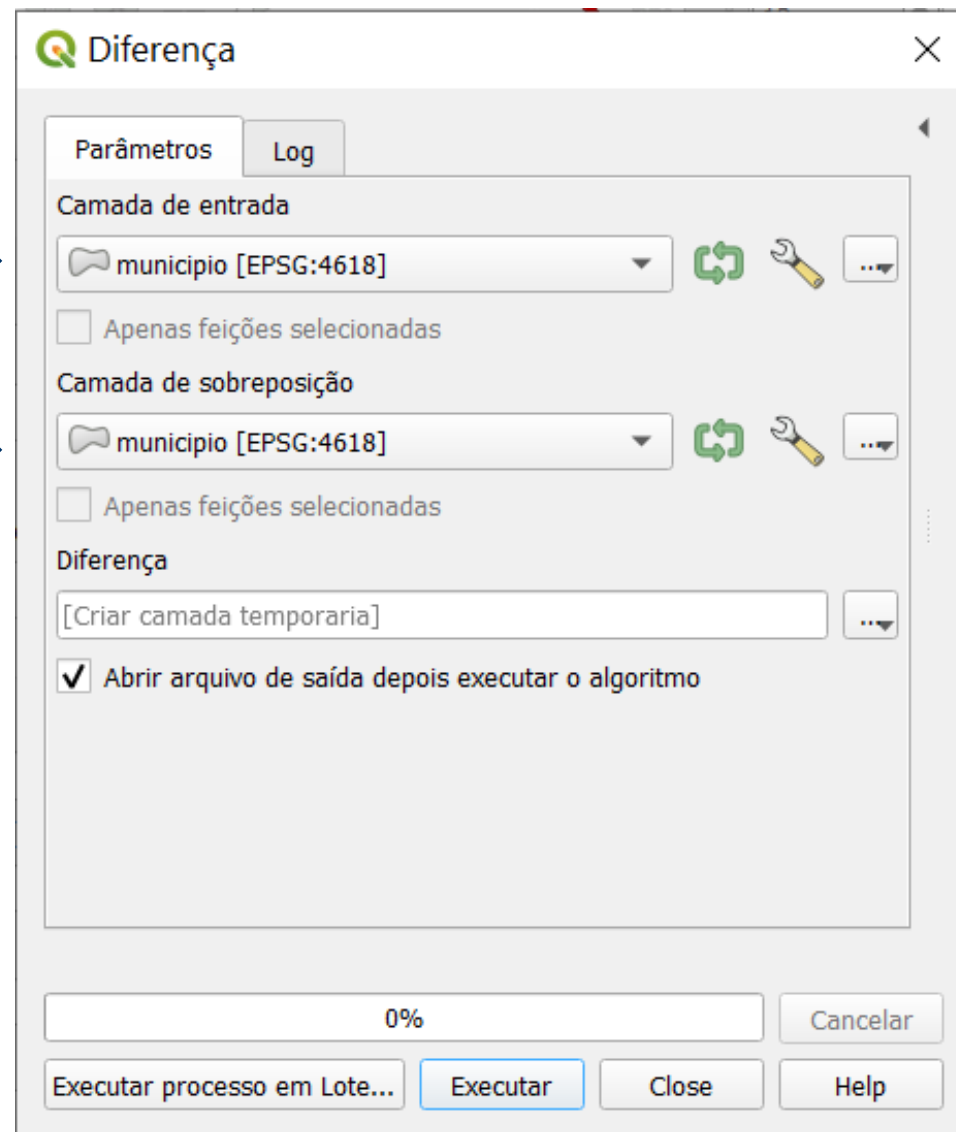 Diferença
Parâmetros
Log
Camada de entrada
municipio [EPSG:4618]
...
Apenas feições selecionadas
Camada de sobreposição
municipio [EPSG:4618]
...
Apenas feições selecionadas
Diferença
[Criar camada temporaria]
...
Abrir arquivo de saída depois executar o algoritmo
0%
Cancelar
Executar processo em Lote...
Executar
Close
Help